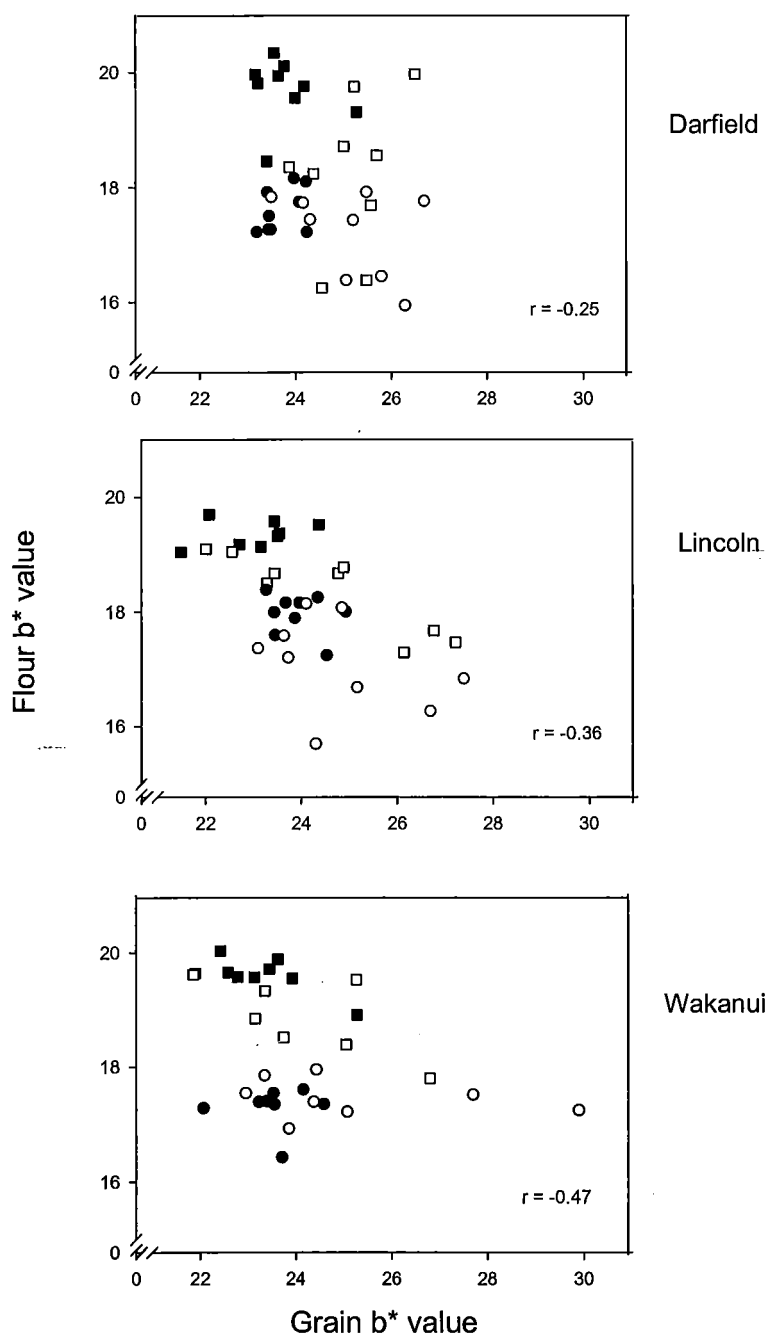 20
18
16
0
Darfield
r = -0.25
0 22 24 26 28 30
20
18
16
0
Lincoln
r = -0.36
0 22 24 26 28 30
Flour b* value
20
18
16
0
Wakanui
r = -0.47
0 22 24 26 28 30
Grain b* value